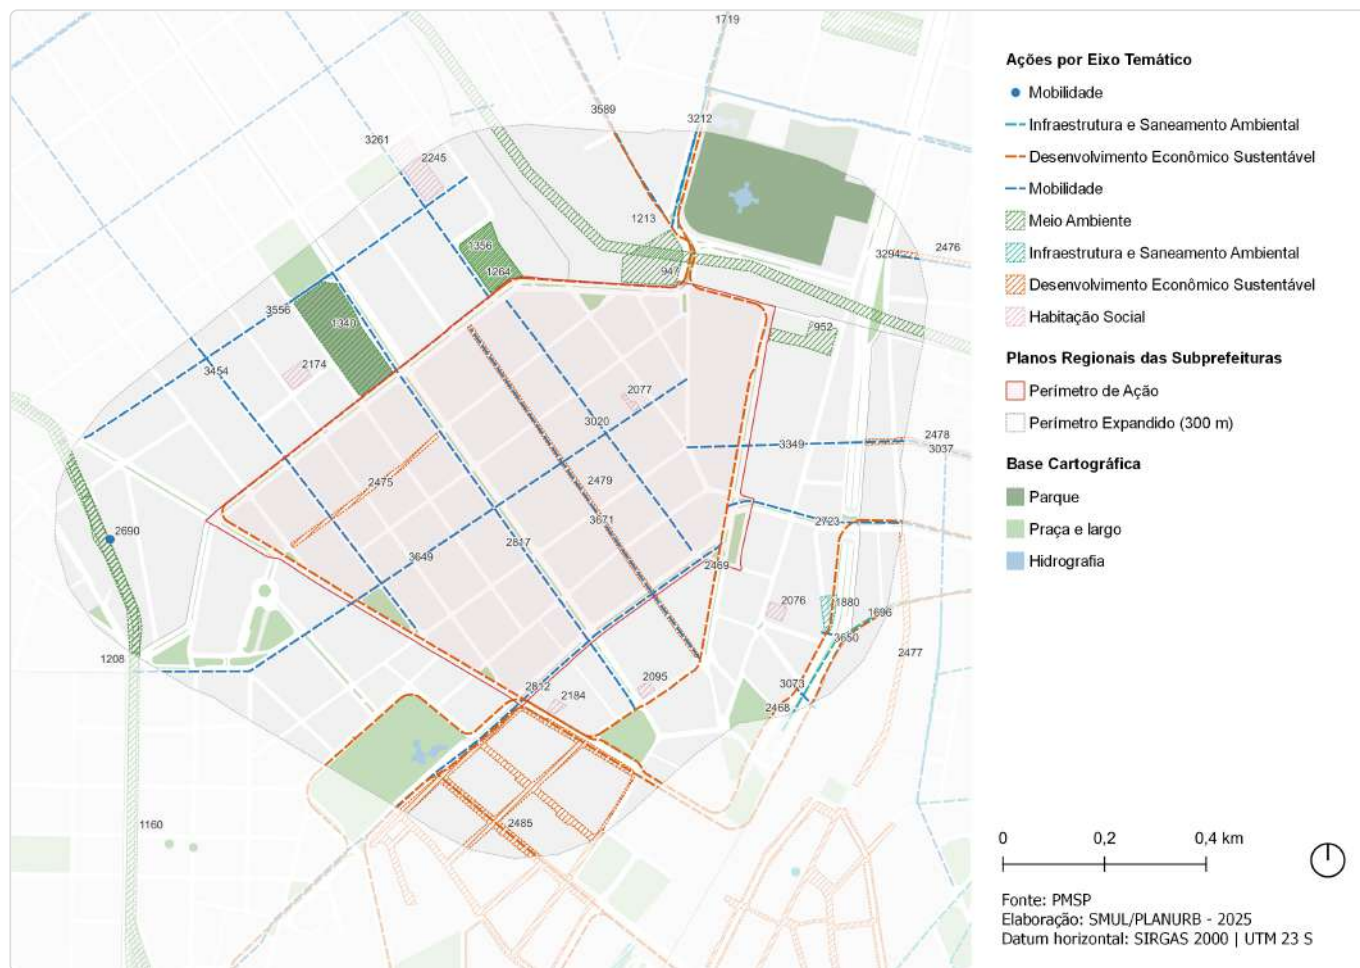 1719
3589
3212
3261
2245
1213
1356
3294
2476
1264
947
3556
1340
952
2174
3454
2077
3020
3349
2478
3037
2475
2479
3671
2723
2690
3649
2817
2469
2076
1880
1696
3650
1208
2477
2095
3073
2812
2184
2468
1160
2485
Ações por Eixo Temático
Mobilidade
Infraestrutura e Saneamento Ambiental
Desenvolvimento Econômico Sustentável
Mobilidade
Meio Ambiente
Infraestrutura e Saneamento Ambiental
Desenvolvimento Econômico Sustentável
Habitação Social
Planos Regionais das Subprefeituras
Perímetro de Ação
Perímetro Expandido (300 m)
Base Cartográfica
Parque
Praça e largo
Hidrografia
0 0,2 0,4 km
Fonte: PMSP
Elaboração: SMUL/PLANURB - 2025
Datum horizontal: SIRGAS 2000 | UTM 23 S